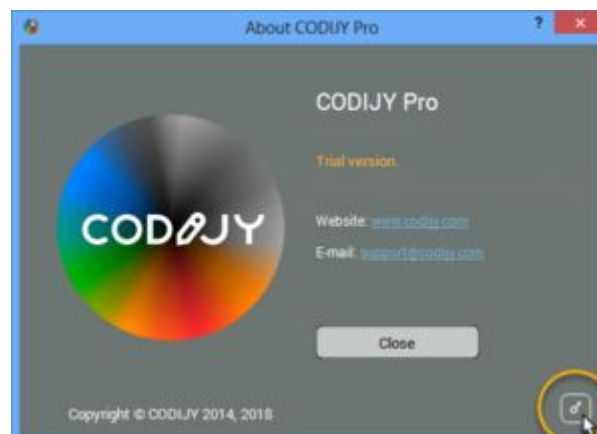 About CODIJY Pro
?
CODIJY Pro
Trial version.
CODIJY
Website: www.codijy.com
E-mail: support@codijy.com
Close
Copyright © CODIJY 2014, 2018